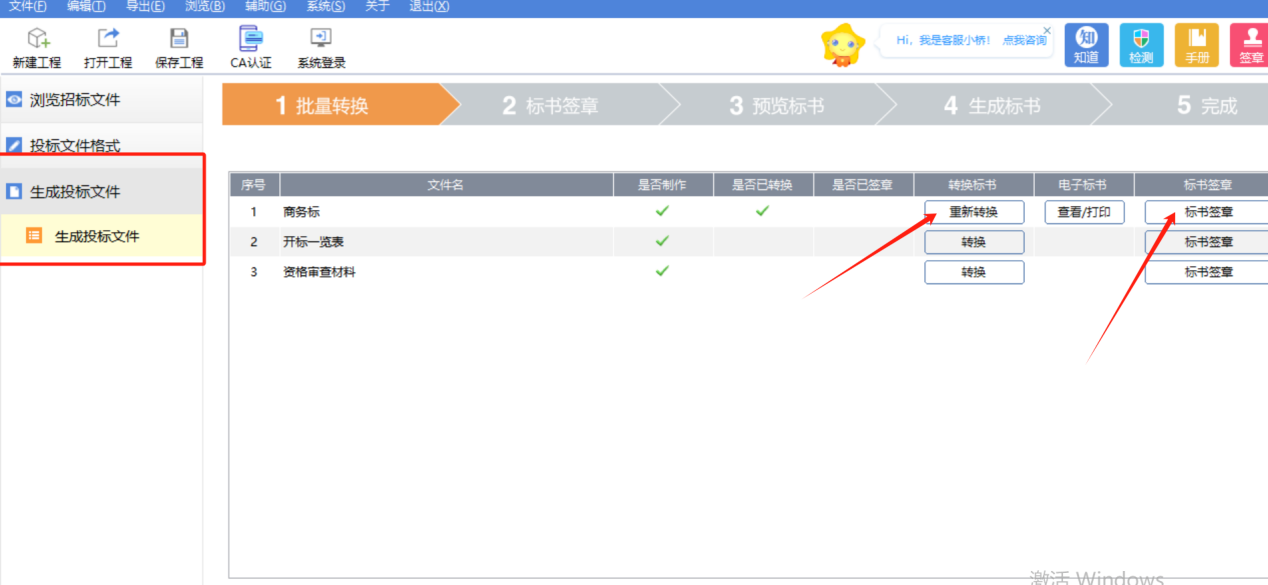 文件(F) 编辑(T) 导出(E) 浏览(B) 辅助(G) 系统(S) 关于 退出(X)
新建工程 打开工程 保存工程 CA认证 系统登录
Hi，我是客服小桥！ 点我咨询
知 知道 检测 手册 签章
浏览招标文件
投标文件格式
生成投标文件
生成投标文件
1 批量转换 2 标书签章 3 预览标书 4 生成标书 5 完成
序号 文件名 是否制作 是否已转换 是否已签章 转换标书 电子标书 标书签章
1 商务标 重新转换 查看/打印 标书签章
2 开标一览表 转换 标书签章
3 资格审查材料 转换 标书签章
激活 Windows